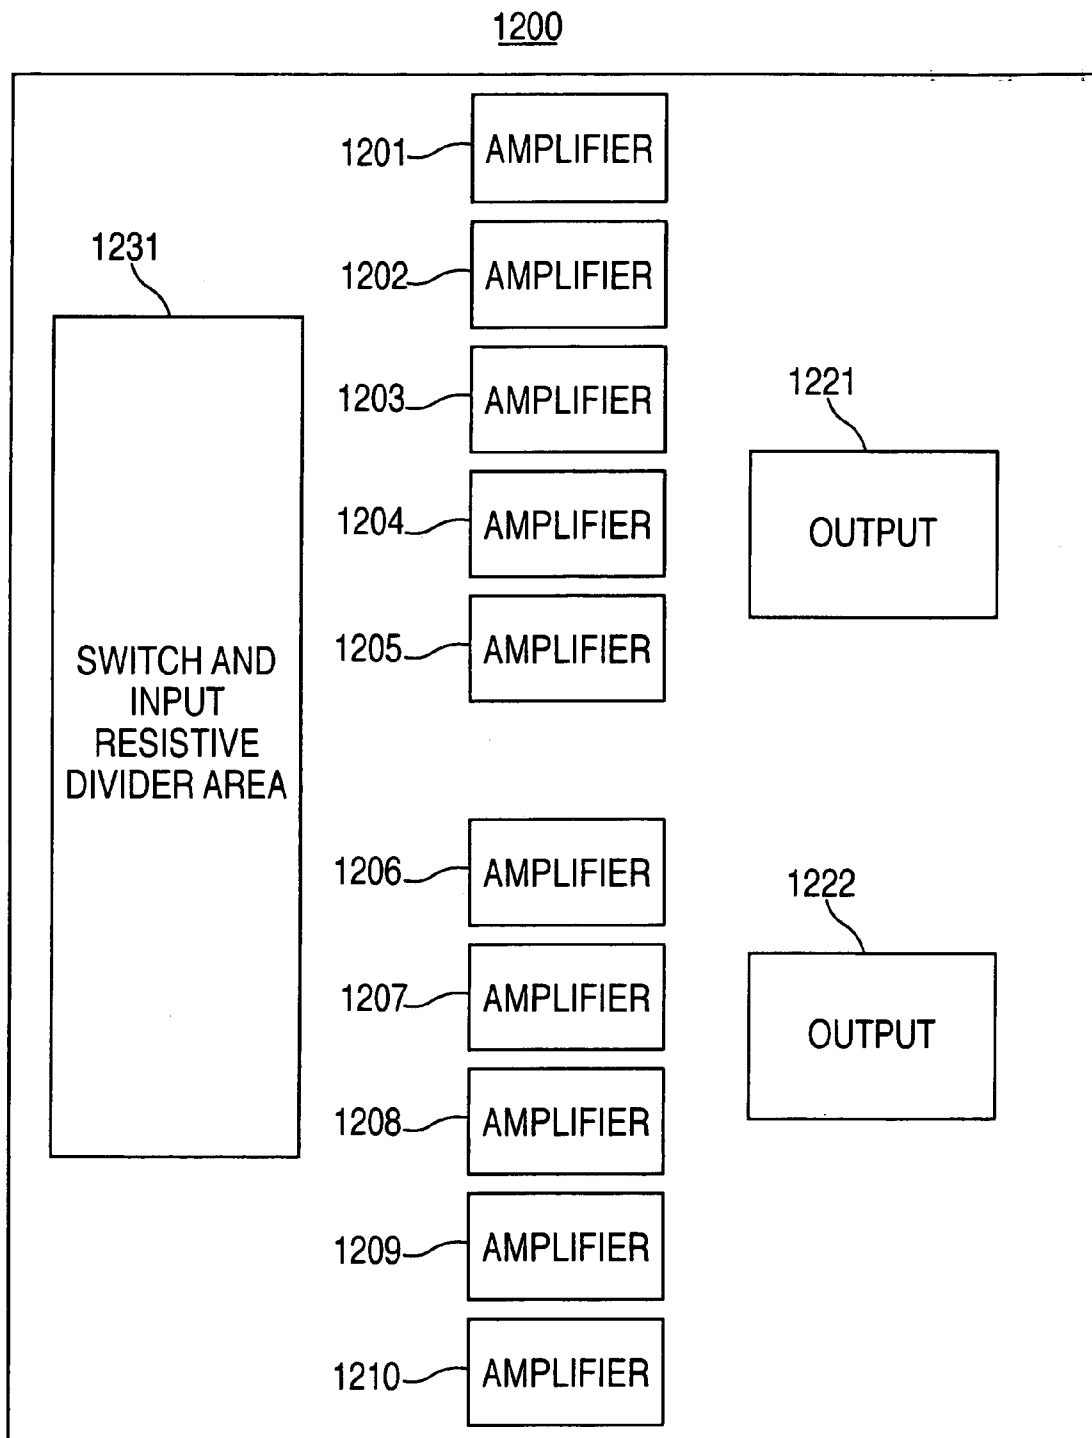 1200
1201
AMPLIFIER
1202
AMPLIFIER
1231
1203
AMPLIFIER
1221
1204
AMPLIFIER
OUTPUT
1205
AMPLIFIER
SWITCH AND
INPUT
RESISTIVE
DIVIDER AREA
1206
AMPLIFIER
1222
1207
AMPLIFIER
OUTPUT
1208
AMPLIFIER
1209
AMPLIFIER
1210
AMPLIFIER